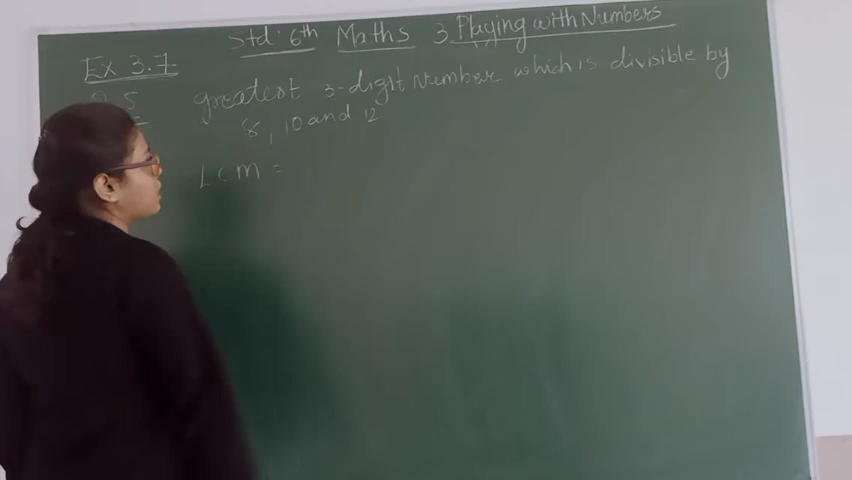 Std: 6th Maths 3. Playing with Numbers
Ex 3.7
greatest 3-digit Number which is divisible by
8, 10 and 12
LCM =